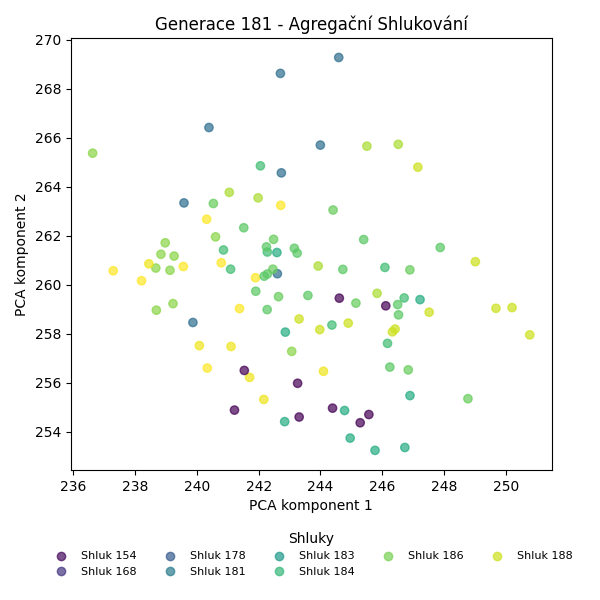 Generace 181 - Agregační Shlukování
PCA komponent 2
270
268
266
264
262
260
258
256
254
236 238 240 242 244 246 248 250
PCA komponent 1
Shluky
Shluk 154 Shluk 178 Shluk 183 Shluk 186 Shluk 188
Shluk 168 Shluk 181 Shluk 184